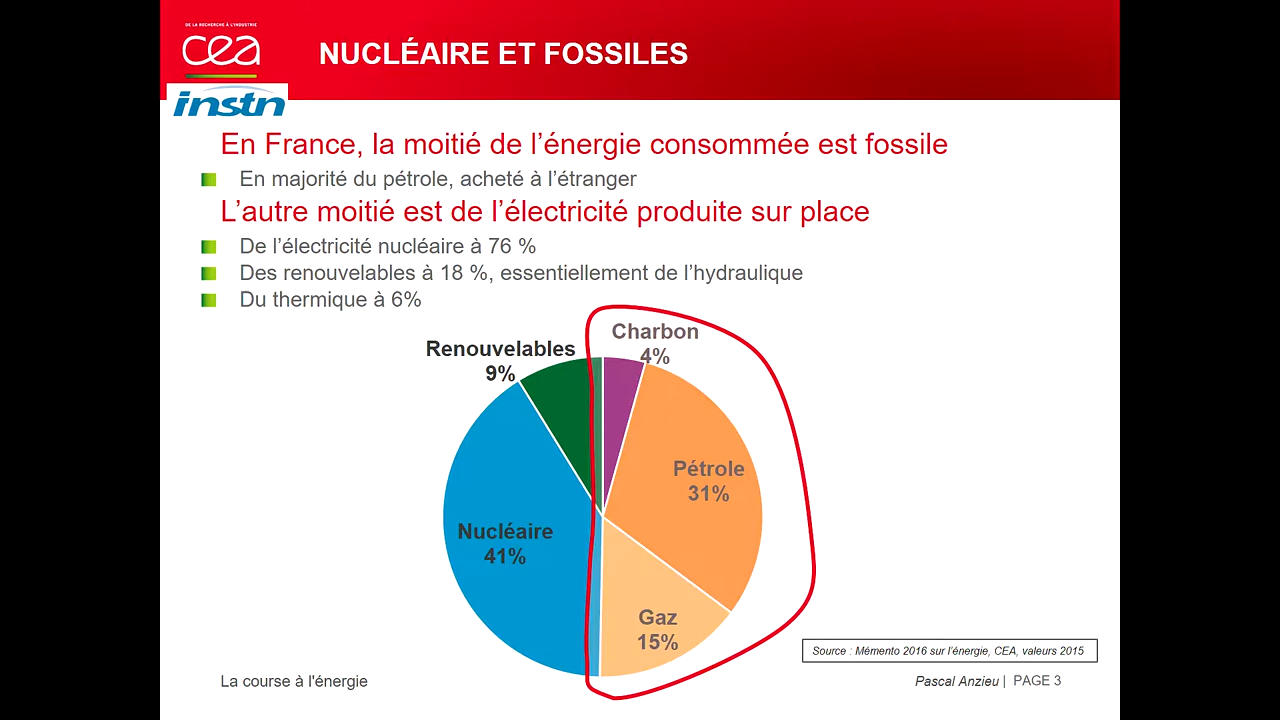 DE LA RECHERCHE À L'INDUSTRIE
cea
instn
NUCLÉAIRE ET FOSSILES
En France, la moitié de l’énergie consommée est fossile
En majorité du pétrole, acheté à l’étranger
L’autre moitié est de l’électricité produite sur place
De l’électricité nucléaire à 76 %
Des renouvelables à 18 %, essentiellement de l’hydraulique
Du thermique à 6%
Charbon
4%
Renouvelables
9%
Pétrole
31%
Nucléaire
41%
Gaz
15%
Source : Mémento 2016 sur l’énergie, CEA, valeurs 2015
La course à l'énergie
Pascal Anzieu | PAGE 3